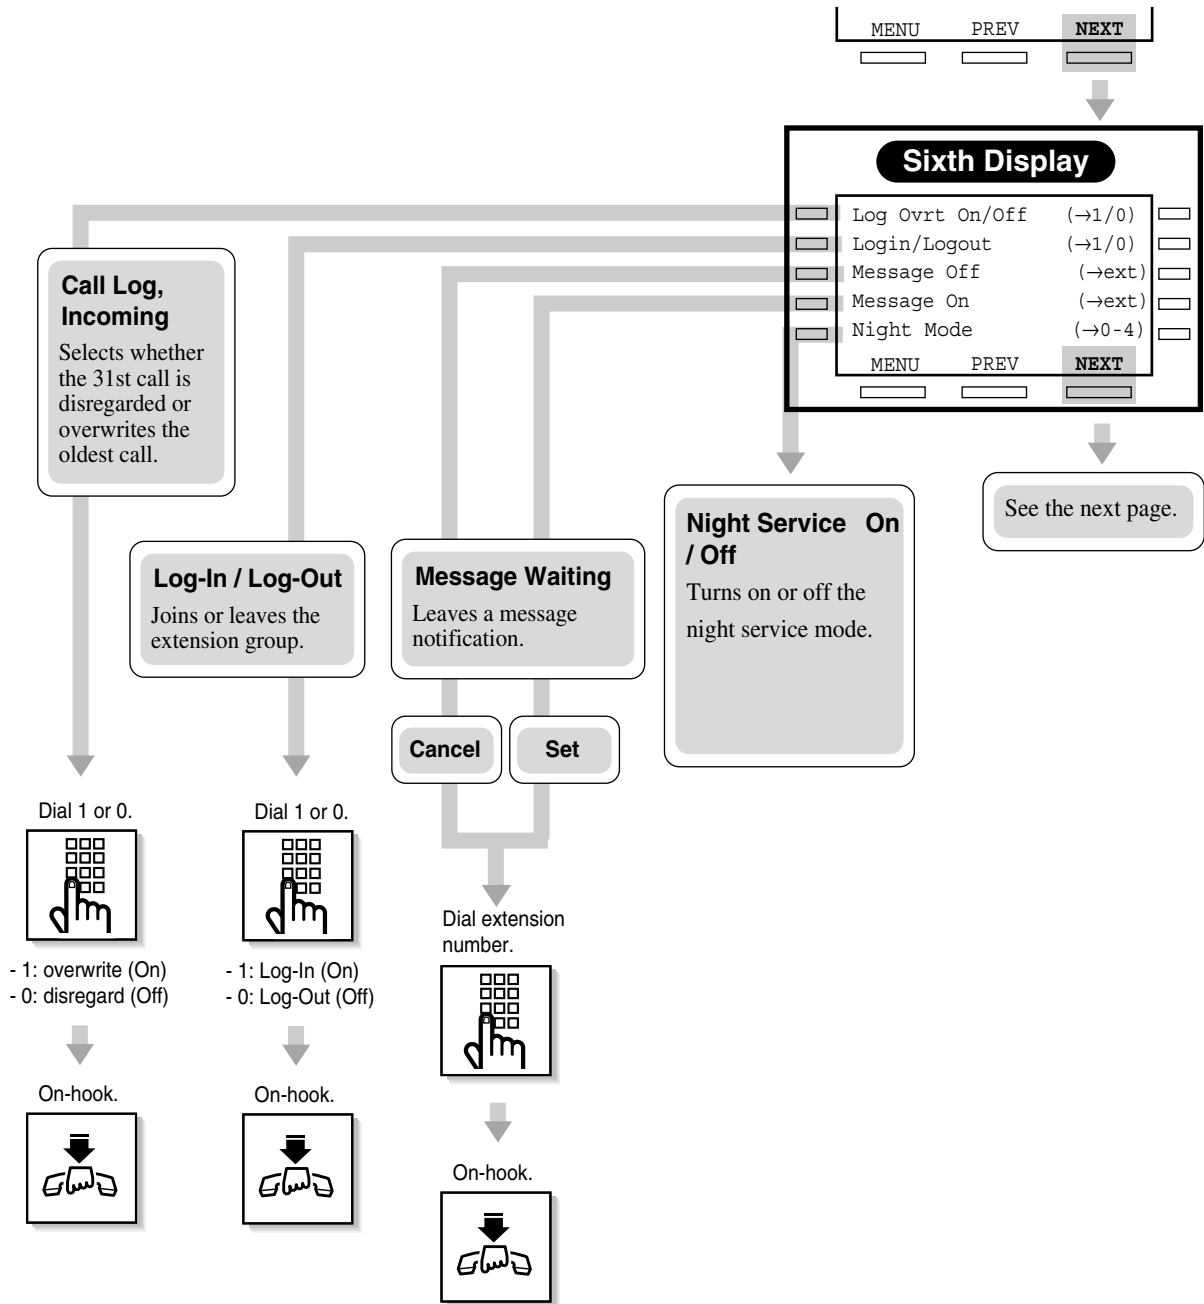 MENU PREV NEXT
Sixth Display
Log Ovrt On/Off (→1/0)
Login/Logout (→1/0)
Message Off (→ext)
Message On (→ext)
Night Mode (→0-4)
MENU PREV NEXT
Call Log,
Incoming
Selects whether
the 31st call is
disregarded or
overwrites the
oldest call.
Log-In / Log-Out
Joins or leaves the
extension group.
Message Waiting
Leaves a message
notification.
Cancel
Set
Night Service On
/ Off
Turns on or off the
night service mode.
See the next page.
Dial 1 or 0.
- 1: overwrite (On)
- 0: disregard (Off)
On-hook.
Dial 1 or 0.
- 1: Log-In (On)
- 0: Log-Out (Off)
On-hook.
Dial extension
number.
On-hook.